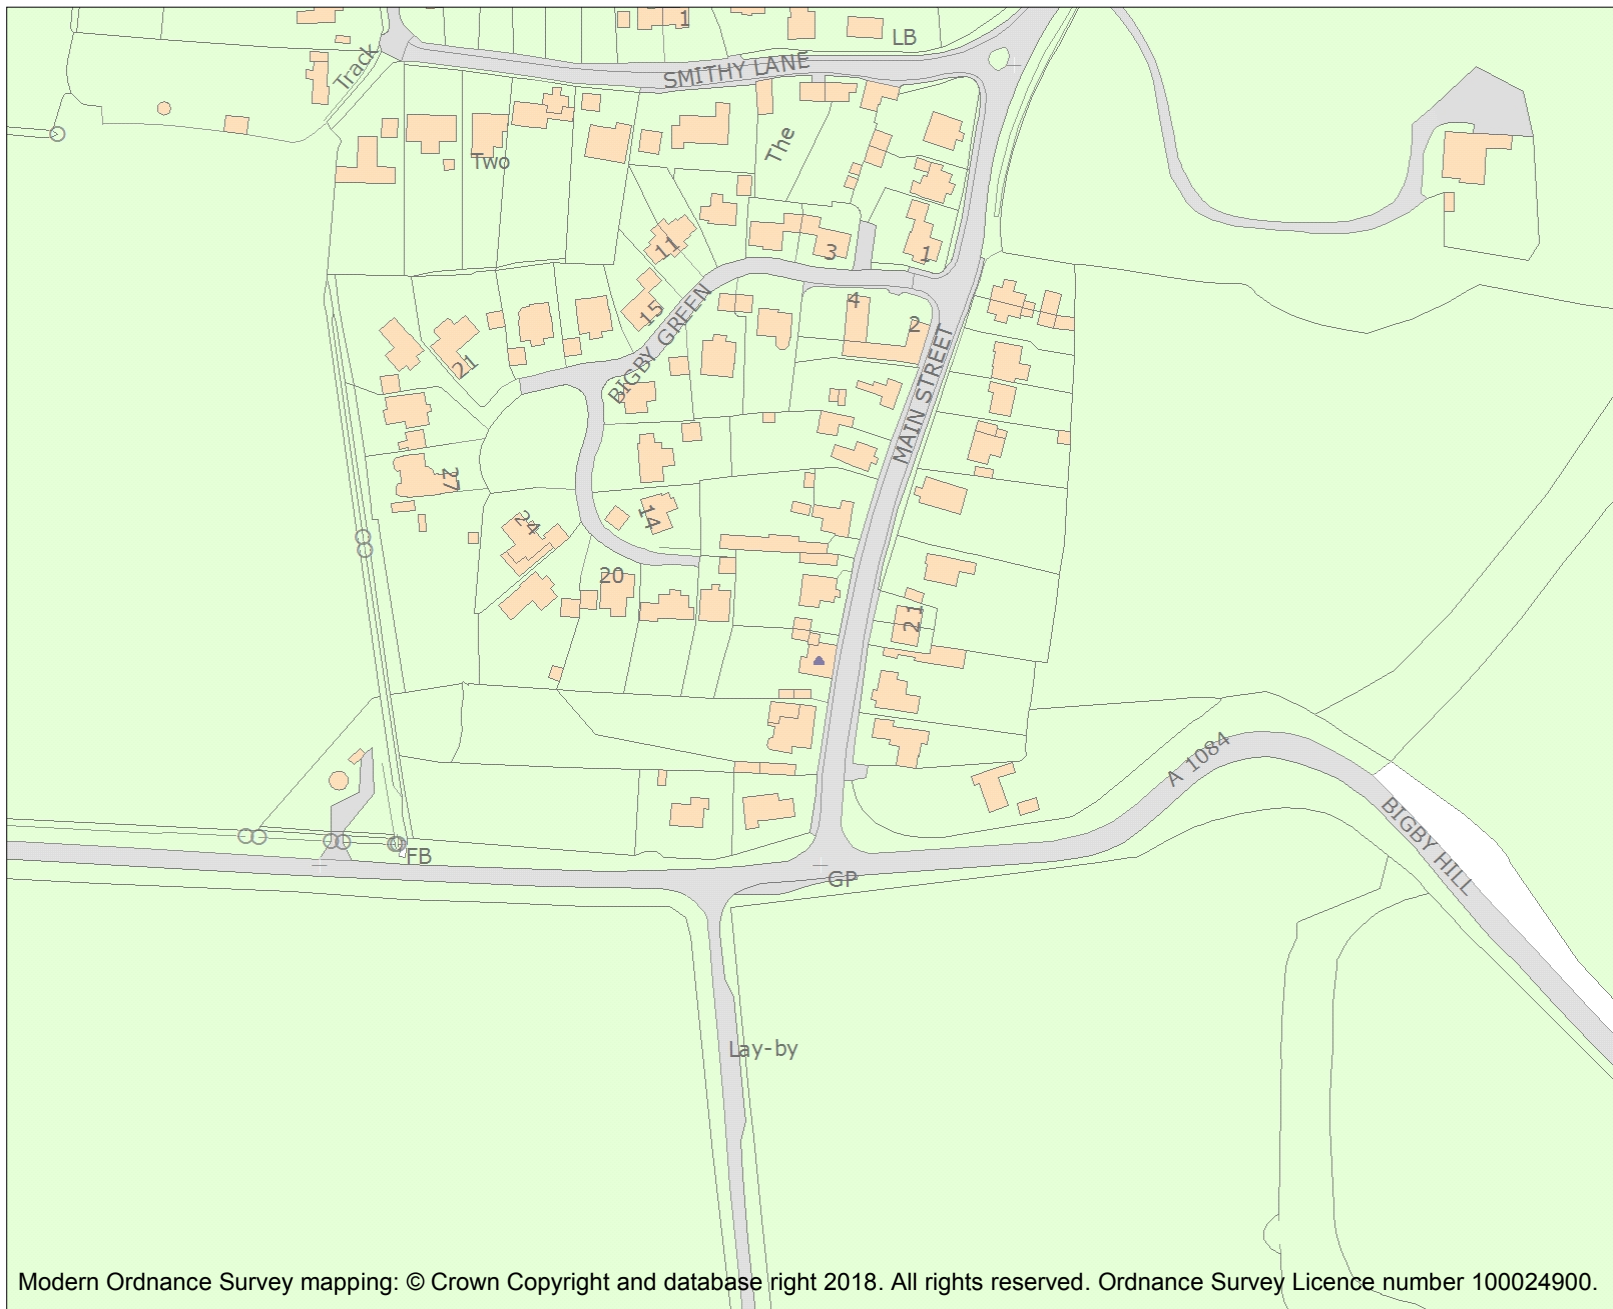 1
LB
Track
SMITHY LANE
Two
The
11
3
1
15
4
2
BIGBY GREEN
MAIN STREET
21
27
24
14
20
21
A 1084
BIGBY HILL
FB
GP
Lay-by
Modern Ordnance Survey mapping: © Crown Copyright and database right 2018. All rights reserved. Ordnance Survey Licence number 100024900.